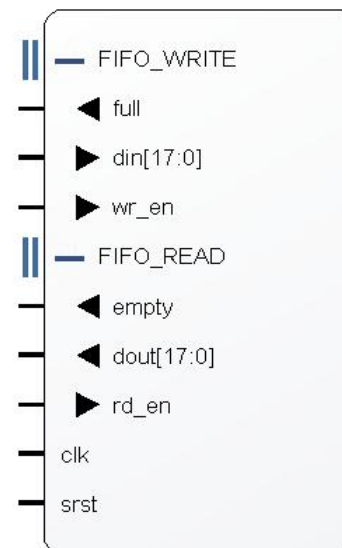 FIFO_WRITE
full
din[17:0]
wr_en
FIFO_READ
empty
dout[17:0]
rd_en
clk
srst